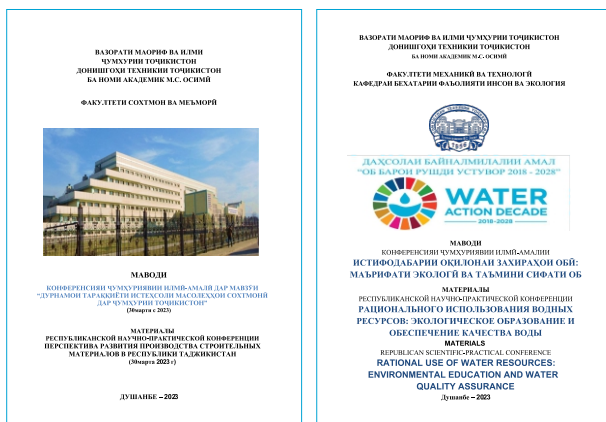 ВАЗОРАТИ МАОРИФ ВА ИЛМИ
ҶУМҲУРИИ ТОҶИКИСТОН
ДОНИШГОҲИ ТЕХНИКИИ ТОҶИКИСТОН
БА НОМИ АКАДЕМИК М.С. ОСИМӢ
ФАКУЛТЕТИ СОХТМОН ВА МЕЪМОРӢ
МАВОДИ
КОНФЕРЕНСИЯИ ҶУМҲУРИЯВИИ ИЛМӢ-АМАЛӢ ДАР МАВЗӮИ
“ДУРНАМОИ ТАРАҚҚИЁТИ ИСТЕҲСОЛИ МАСОЛЕҲҲОИ СОХТМОНӢ
ДАР ҶУМҲУРИИ ТОҶИКИСТОН”
(30марти с 2023)
МАТЕРИАЛЫ
РЕСПУБЛИКАНСКОЙ НАУЧНО-ПРАКТИЧЕСКОЙ КОНФЕРЕНЦИИ
ПЕРСПЕКТИВА РАЗВИТИЯ ПРОИЗВОДСТВА СТРОИТЕЛЬНЫХ
МАТЕРИАЛОВ В РЕСПУБЛИКИ ТАДЖИКИСТАН
(30марта 2023 г)
ДУШАНБЕ – 2023
ВАЗОРАТИ МАОРИФ ВА ИЛМИ ҶУМҲУРИИ ТОҶИКИСТОН
ДОНИШГОҲИ ТЕХНИКИИ ТОҶИКИСТОН
БА НОМИ АКАДЕМИК М.С. ОСИМӢ
ФАКУЛТЕТИ МЕХАНИКӢ ВА ТЕХНОЛОГӢ
КАФЕДРАИ БЕХАТАРИИ ФАЪОЛИЯТИ ИНСОН ВА ЭКОЛОГИЯ
1956
ДАҲСОЛАИ БАЙНАЛМИЛАЛИИ АМАЛ
“ОБ БАРОИ РУШДИ УСТУВОР 2018 - 2028”
WATER
ACTION DECADE
2018-2028
МАВОДИ
КОНФЕРЕНСИЯИ ҶУМҲУРИЯВИИ ИЛМӢ-АМАЛИИ
ИСТИФОДАБАРИИ ОҚИЛОНАИ ЗАХИРАҲОИ ОБӢ:
МАЪРИФАТИ ЭКОЛОГӢ ВА ТАЪМИНИ СИФАТИ ОБ
МАТЕРИАЛЫ
РЕСПУБЛИКАНСКОЙ НАУЧНО-ПРАКТИЧЕСКОЙ КОНФЕРЕНЦИИ
РАЦИОНАЛЬНОГО ИСПОЛЬЗОВАНИЯ ВОДНЫХ
РЕСУРСОВ: ЭКОЛОГИЧЕСКОЕ ОБРАЗОВАНИЕ И
ОБЕСПЕЧЕНИЕ КАЧЕСТВА ВОДЫ
MATERIALS
REPUBLICAN SCIENTIFIC-PRACTICAL CONFERENCE
RATIONAL USE OF WATER RESOURCES:
ENVIRONMENTAL EDUCATION AND WATER
QUALITY ASSURANCE
Душанбе – 2023